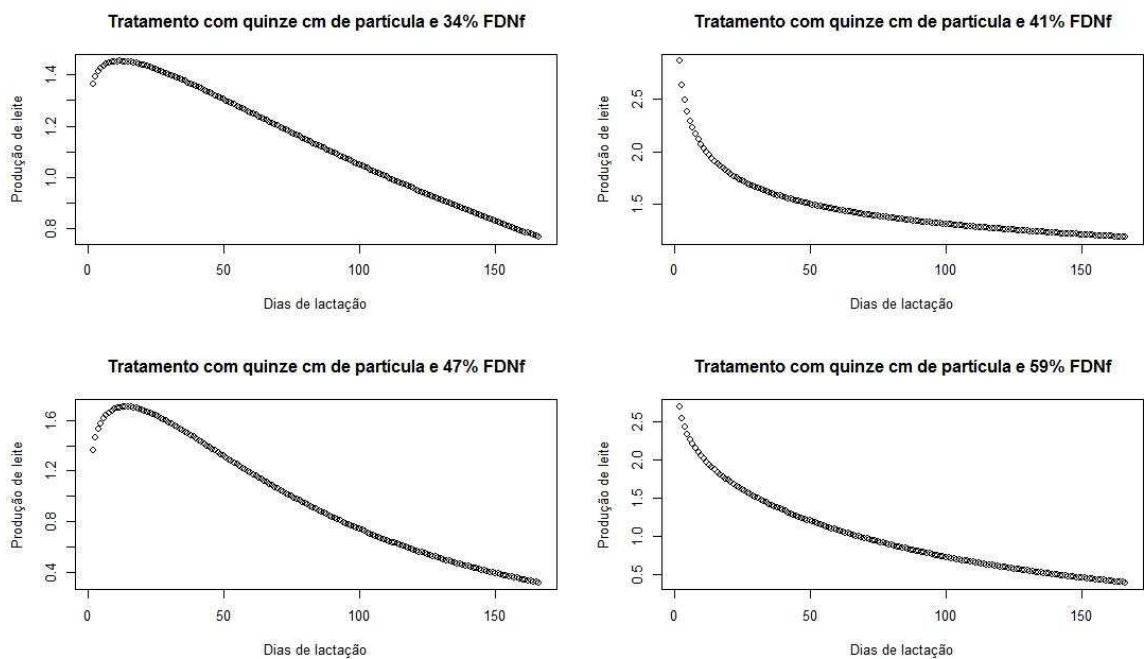 Tratamento com quinze cm de partícula e 34% FDNf
Produção de leite
1.4
1.2
1.0
0.8
0
50
100
150
Dias de lactação
Tratamento com quinze cm de partícula e 41% FDNf
Produção de leite
2.5
2.0
1.5
0
50
100
150
Dias de lactação
Tratamento com quinze cm de partícula e 47% FDNf
Produção de leite
1.6
1.2
0.8
0.4
0
50
100
150
Dias de lactação
Tratamento com quinze cm de partícula e 59% FDNf
Produção de leite
2.5
2.0
1.5
1.0
0.5
0
50
100
150
Dias de lactação